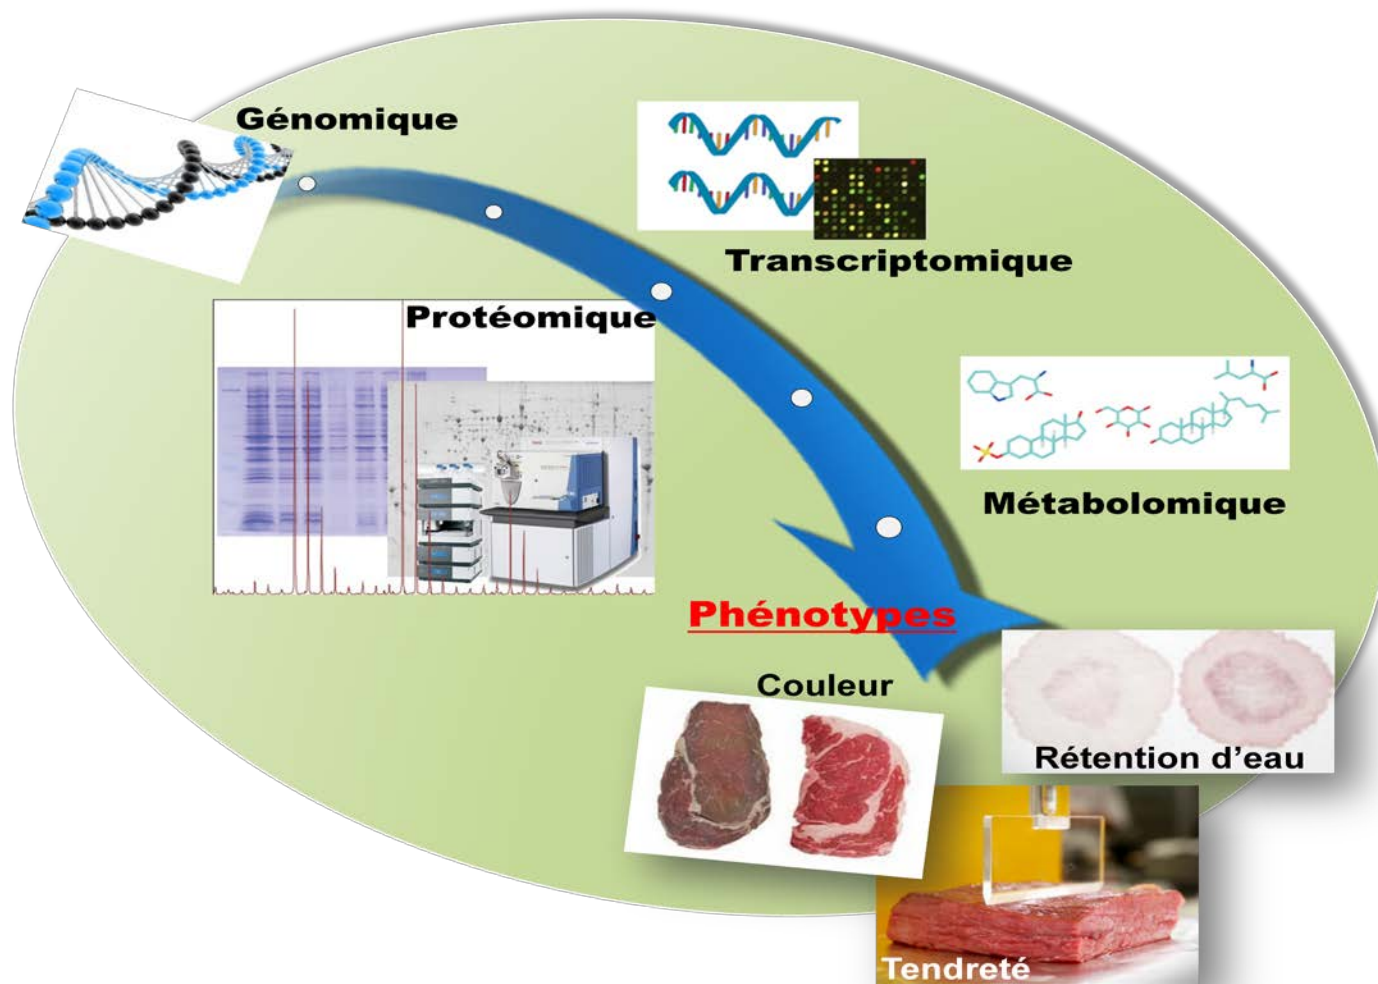 Génomique
Transcriptomique
Protéomique
Métabolomique
Phénotypes
Couleur
Rétention d'eau
Tendreté